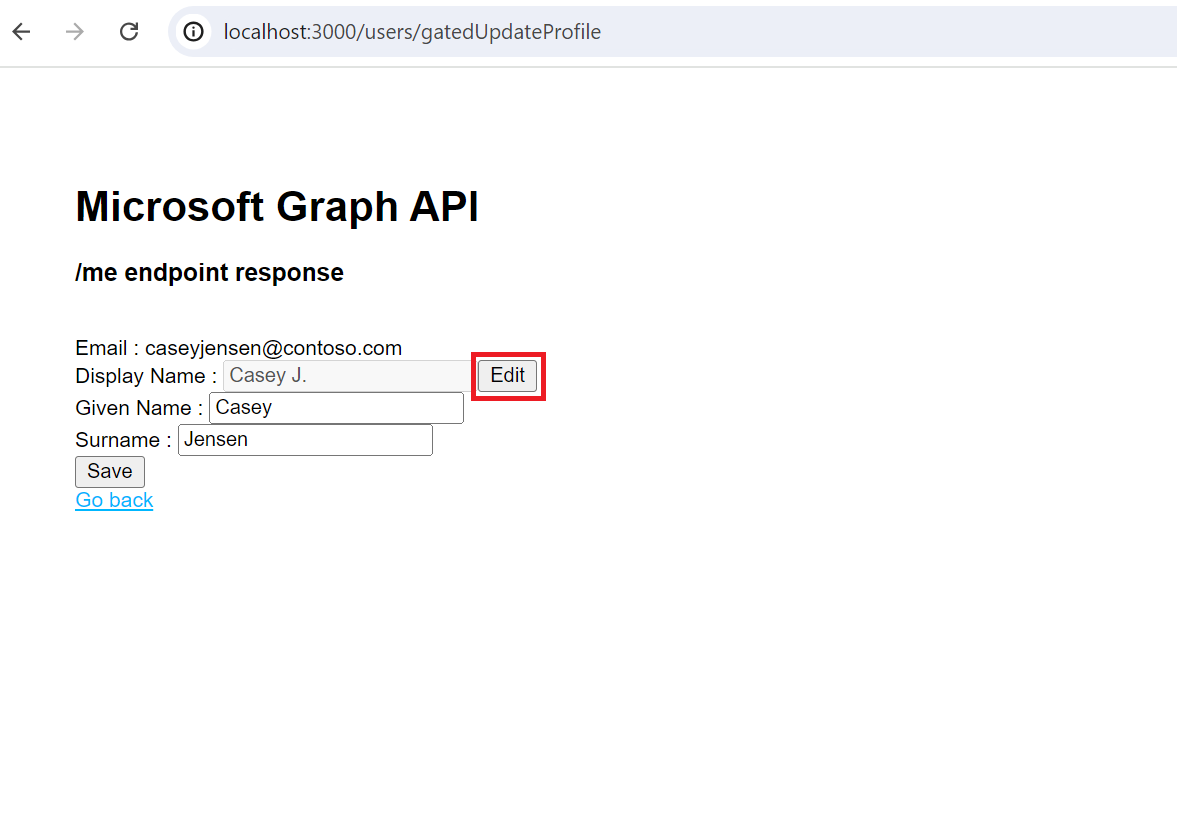 localhost:3000/users/gatedUpdateProfile
Microsoft Graph API
/me endpoint response
Email : caseyjensen@contoso.com
Display Name : Casey J. Edit
Given Name : Casey
Surname : Jensen
Save
Go back